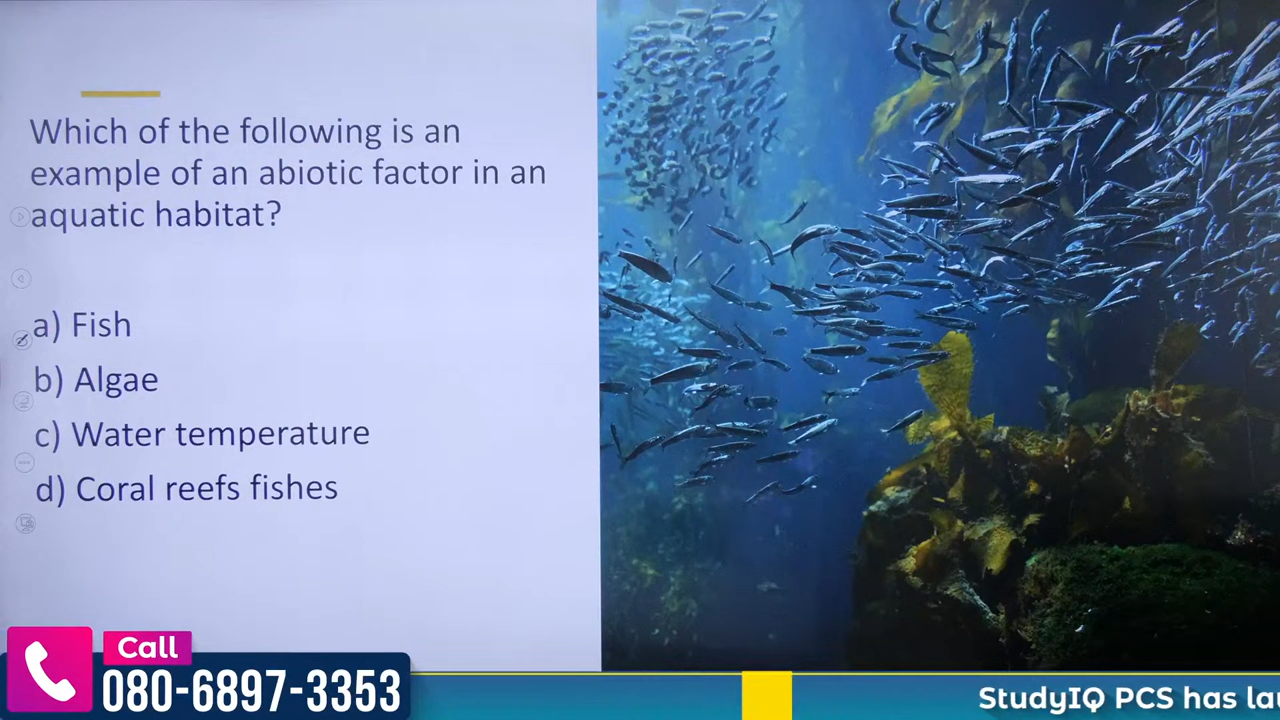 Which of the following is an
example of an abiotic factor in an
aquatic habitat?
a) Fish
b) Algae
c) Water temperature
d) Coral reefs fishes
Call
080-6897-3353
StudyIQ PCS has